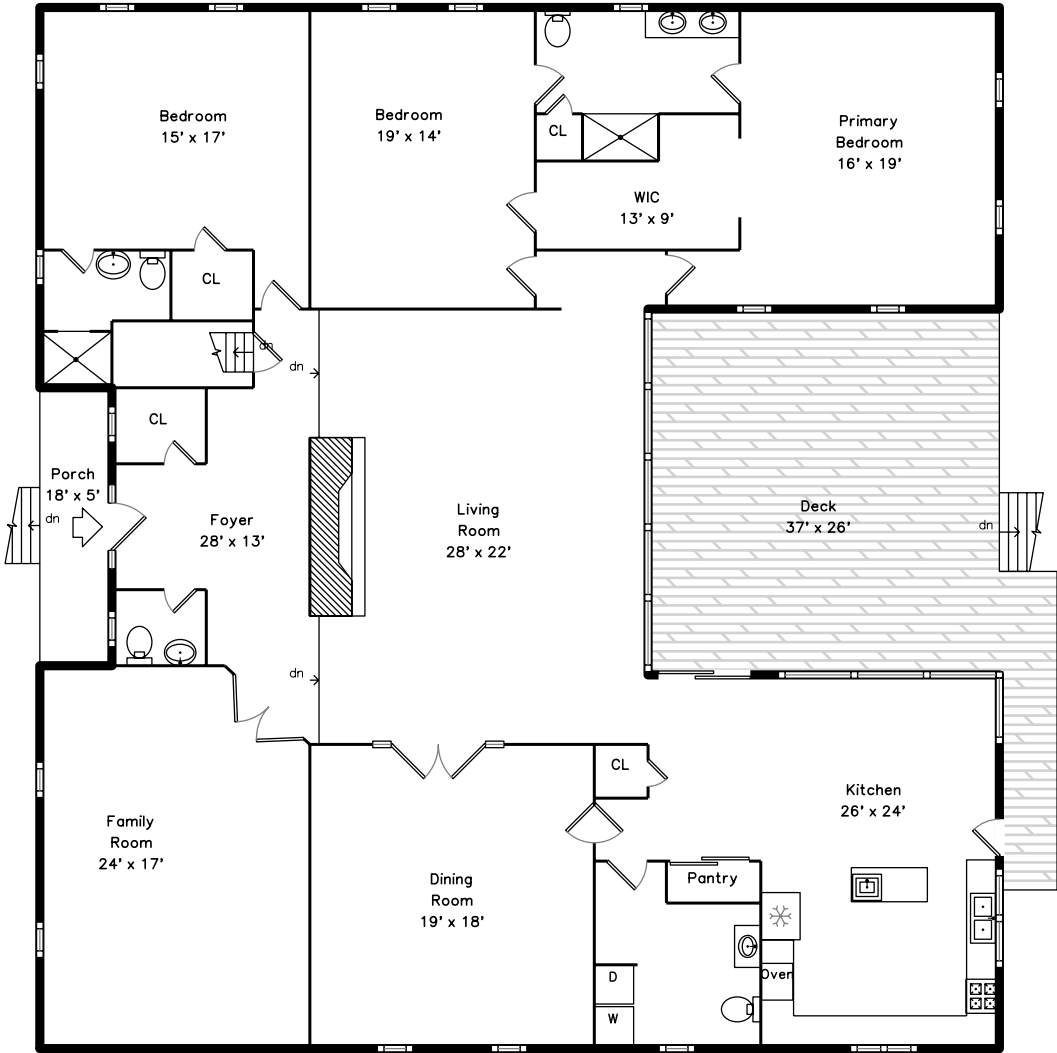 Bedroom
15' x 17'
Bedroom
19' x 14'
CL
Primary
Bedroom
16' x 19'
WIC
13' x 9'
CL
dn
dn
CL
Porch
18' x 5'
dn
Foyer
28' x 13'
Living
Room
28' x 22'
Deck
37' x 26'
dn
dn
CL
Kitchen
26' x 24'
Family
Room
24' x 17'
Dining
Room
19' x 18'
Pantry
Oven
D
W